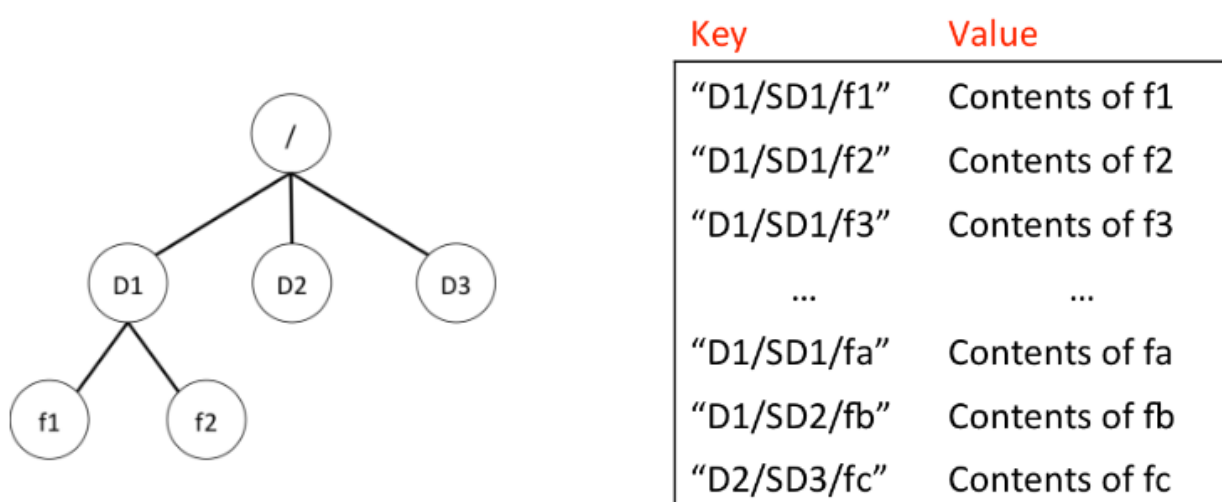 /
D1
D2
D3
f1
f2
Key Value
“D1/SD1/f1” Contents of f1
“D1/SD1/f2” Contents of f2
“D1/SD1/f3” Contents of f3
... ...
“D1/SD1/fa” Contents of fa
“D1/SD2/fb” Contents of fb
“D2/SD3/fc” Contents of fc